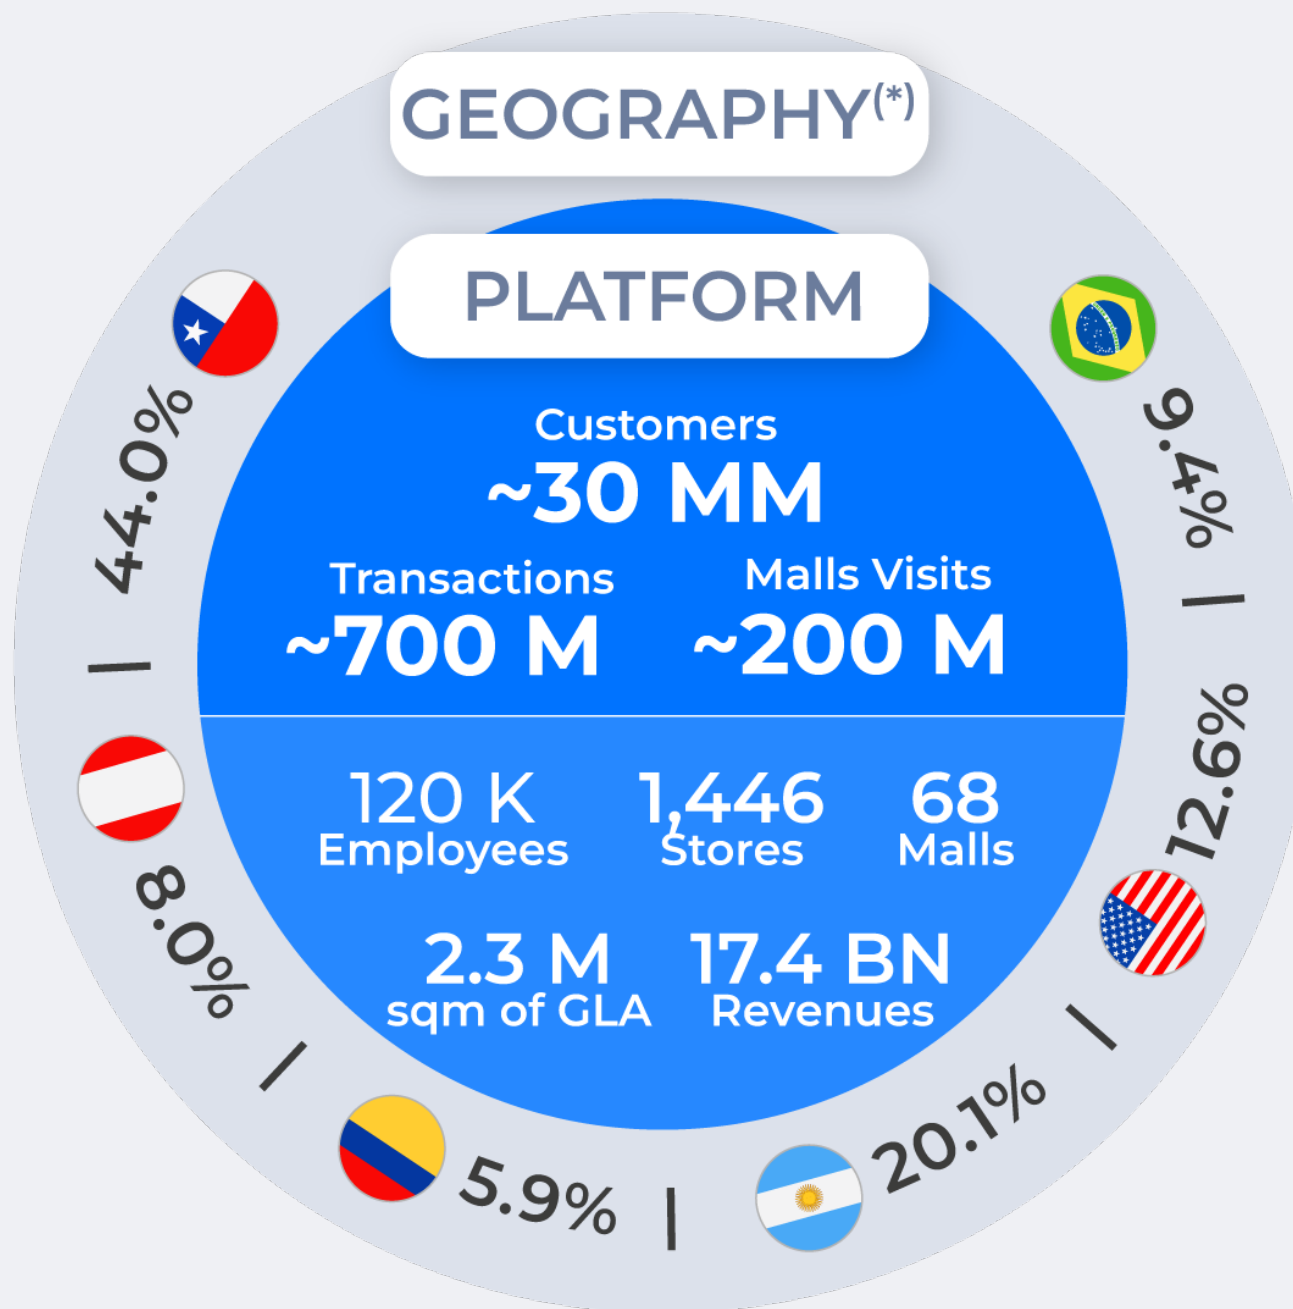 GEOGRAPHY(*)
PLATFORM
Customers
~30 MM
Transactions
~700 M
Malls Visits
~200 M
120 K
Employees
1,446
Stores
68
Malls
2.3 M
sqm of GLA
17.4 BN
Revenues
44.0%
8.0%
5.9%
20.1%
12.6%
9.4%